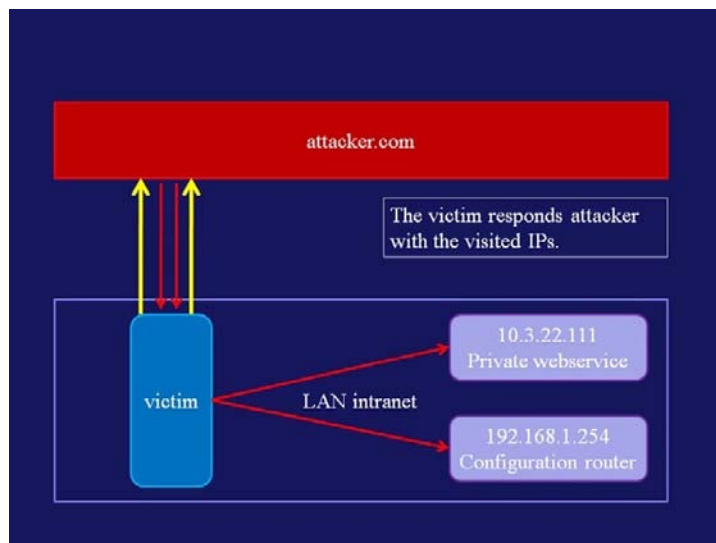 attacker.com
The victim responds attacker
with the visited IPs.
10.3.22.111
Private webservice
victim
LAN intranet
192.168.1.254
Configuration router